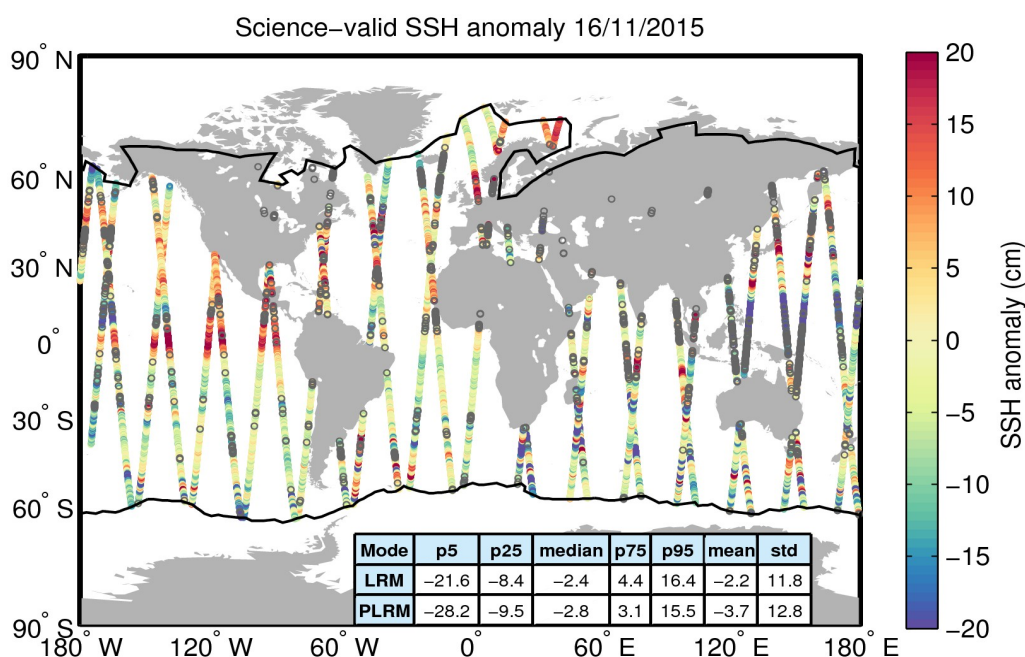 Science−valid SSH anomaly 16/11/2015
90° N
60° N
30° N
0°
30° S
60° S
90° S
180° W
120° W
60° W
0°
60° E
120° E
180° E
Mode p5 p25 median p75 p95 mean std
LRM −21.6 −8.4 −2.4 4.4 16.4 −2.2 11.8
PLRM −28.2 −9.5 −2.8 3.1 15.5 −3.7 12.8
20
15
10
5
0
−5
−10
−15
−20
SSH anomaly (cm)